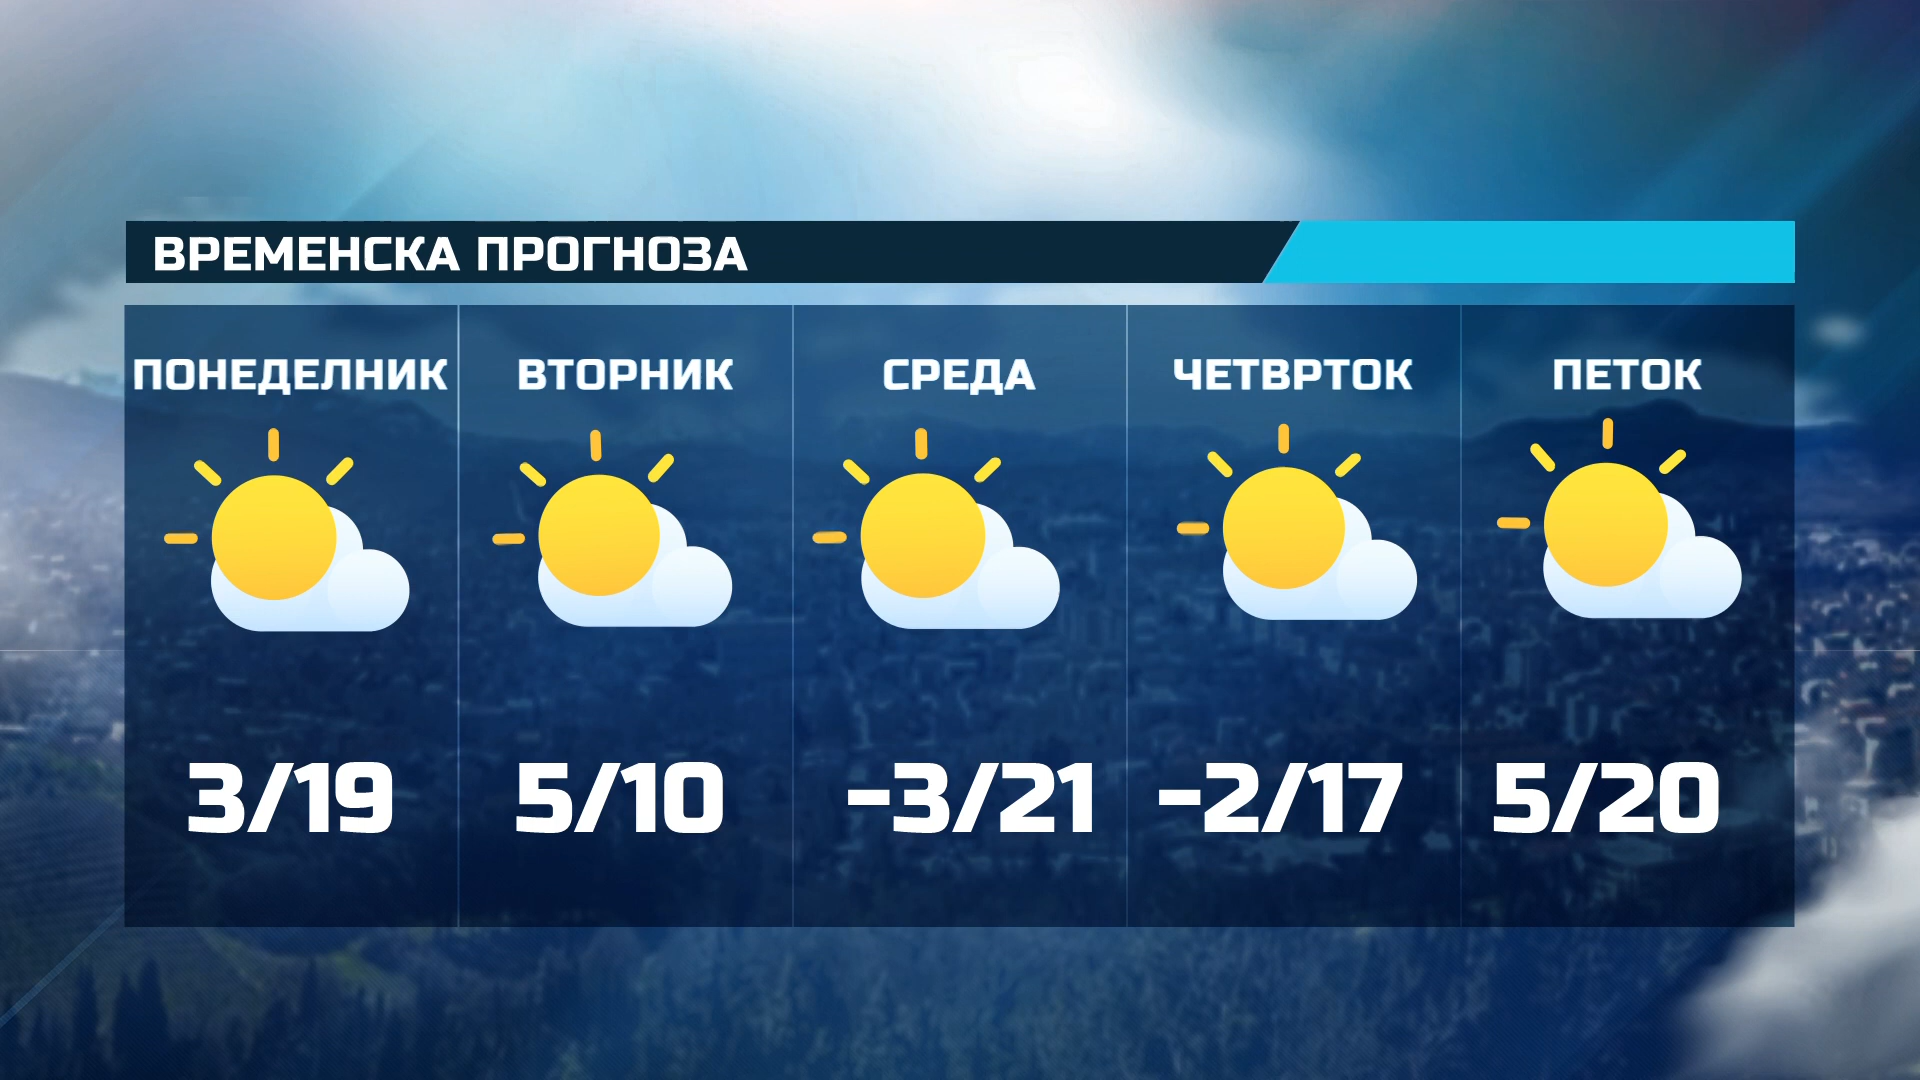 ВРЕМЕНСКА ПРОГНОЗА
ПОНЕДЕЛНИК ВТОРНИК СРЕДА ЧЕТВРТОК ПЕТОК
3/19 5/10 -3/21 -2/17 5/20